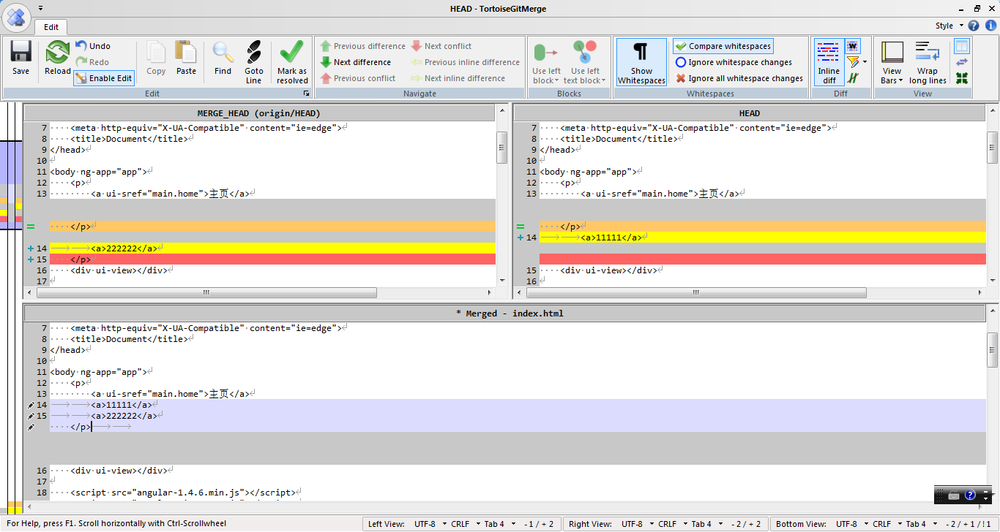 HEAD - TortoiseGitMerge
Edit
Style
Save
Reload
Undo
Redo
Enable Edit
Copy
Paste
Find
Goto Line
Mark as resolved
Previous difference
Next difference
Previous conflict
Next conflict
Previous inline difference
Next inline difference
Use left block
Use left text block
Show Whitespaces
Compare whitespaces
Ignore whitespace changes
Ignore all whitespace changes
Inline diff
View Bars
Wrap long lines
Edit
Navigate
Blocks
Whitespaces
Diff
View
MERGE_HEAD (origin/HEAD)
7 ····<meta·http-equiv="X-UA-Compatible"·content="ie=edge">
8 ····<title>Document</title>
9 </head>
10
11 <body·ng-app="app">
12 ····<p>
13 ········<a·ui-sref="main.home">主页</a>
····</p>
14 <a>222222</a>
15 ····</p>
16 ····<div·ui-view></div>
17
HEAD
7 ····<meta·http-equiv="X-UA-Compatible"·content="ie=edge">
8 ····<title>Document</title>
9 </head>
10
11 <body·ng-app="app">
12 ····<p>
13 ········<a·ui-sref="main.home">主页</a>
····</p>
14 <a>11111</a>
15 ····<div·ui-view></div>
16
* Merged - index.html
7 ····<meta·http-equiv="X-UA-Compatible"·content="ie=edge">
8 ····<title>Document</title>
9 </head>
10
11 <body·ng-app="app">
12 ····<p>
13 ········<a·ui-sref="main.home">主页</a>
14 <a>11111</a>
15 <a>222222</a>
····</p>
16 ····<div·ui-view></div>
17
18 ····<script·src="angular-1.4.6.min.js"></script>
For Help, press F1. Scroll horizontally with Ctrl-Scrollwheel
Left View: UTF-8 CRLF Tab 4 - 1 / + 2
Right View: UTF-8 CRLF Tab 4 - 2 / + 2
Bottom View: UTF-8 CRLF Tab 4 - 2 / + 1 / ! 1